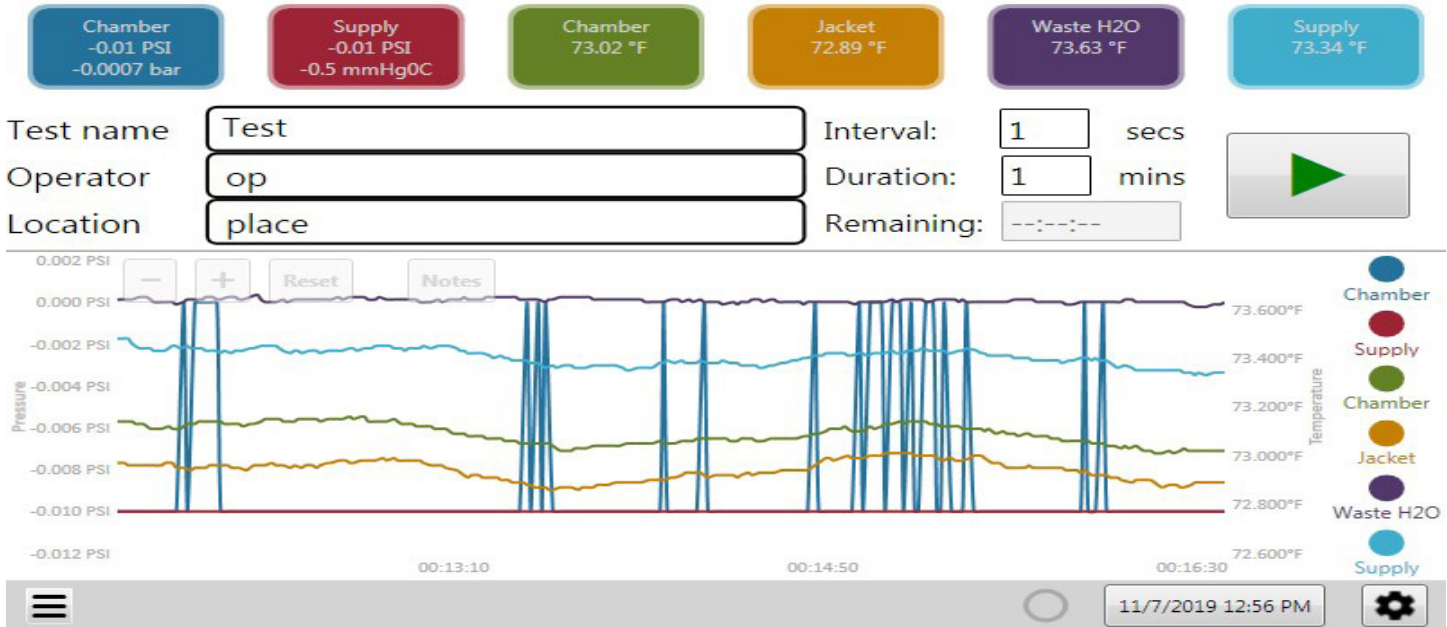 Chamber
-0.01 PSI
-0.0007 bar
Supply
-0.01 PSI
-0.5 mmHg0C
Chamber
73.02 °F
Jacket
72.89 °F
Waste H2O
73.63 °F
Supply
73.34 °F
Test name Test
Interval: 1 secs
Operator op
Duration: 1 mins
Location place
Remaining: --:--:--
− + Reset Notes
0.002 PSI
0.000 PSI
-0.002 PSI
-0.004 PSI
-0.006 PSI
-0.008 PSI
-0.010 PSI
-0.012 PSI
Pressure
00:13:10 00:14:50 00:16:30
73.600°F
73.400°F
73.200°F
73.000°F
72.800°F
72.600°F
Temperature
Chamber
Supply
Chamber
Jacket
Waste H2O
Supply
11/7/2019 12:56 PM